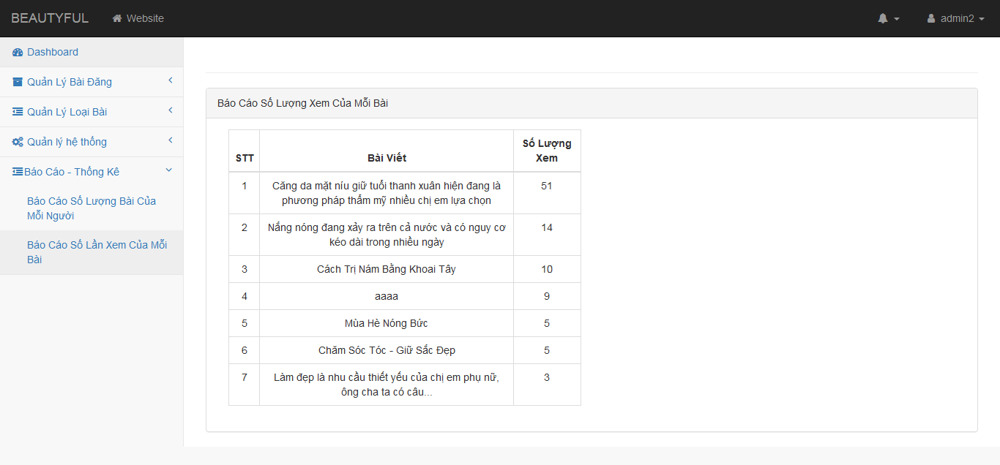 BEAUTYFUL Website admin2
Dashboard
Quản Lý Bài Đăng
Quản Lý Loại Bài
Quản lý hệ thống
Báo Cáo - Thống Kê
Báo Cáo Số Lượng Bài Của
Mỗi Người
Báo Cáo Số Lần Xem Của Mỗi
Bài
Báo Cáo Số Lượng Xem Của Mỗi Bài
STT Bài Viết Số Lượng
Xem
1 Căng da mặt níu giữ tuổi thanh xuân hiện đang là 51
phương pháp thẩm mỹ nhiều chị em lựa chọn
2 Nắng nóng đang xảy ra trên cả nước và có nguy cơ 14
kéo dài trong nhiều ngày
3 Cách Trị Nám Bằng Khoai Tây 10
4 aaaa 9
5 Mùa Hè Nóng Bức 5
6 Chăm Sóc Tóc - Giữ Sắc Đẹp 5
7 Làm đẹp là nhu cầu thiết yếu của chị em phụ nữ, 3
ông cha ta có câu...